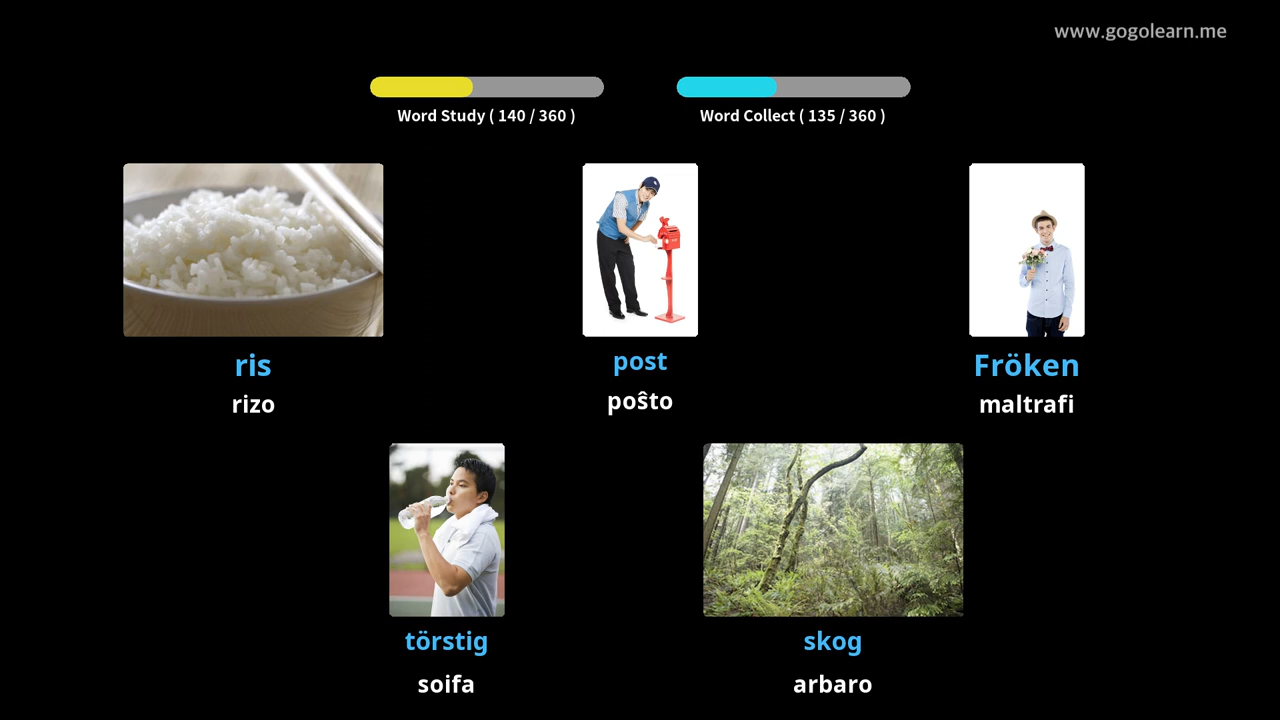 www.gogolearn.me
Word Study ( 140 / 360 )
Word Collect ( 135 / 360 )
ris
rizo
post
poŝto
Fröken
maltrafi
törstig
soifa
skog
arbaro